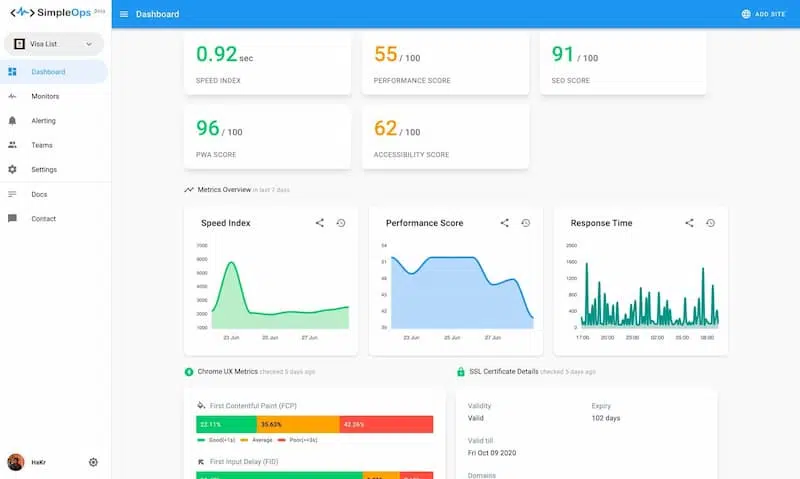 SimpleOps Beta
Dashboard
ADD SITE
Visa List
Dashboard
Monitors
Alerting
Teams
Settings
Docs
Contact
HaKr
0.92 sec
SPEED INDEX
55 / 100
PERFORMANCE SCORE
91 / 100
SEO SCORE
96 / 100
PWA SCORE
62 / 100
ACCESSIBILITY SCORE
Metrics Overview in last 7 days
Speed Index
7000
6000
5000
4000
3000
2000
1000
23 Jun
25 Jun
27 Jun
Performance Score
54
51
48
45
42
39
23 Jun
25 Jun
27 Jun
Response Time
2000
1600
1200
800
400
0
17:00
20:00
23:00
02:00
05:00
08:00
Chrome UX Metrics checked 5 days ago
First Contentful Paint (FCP)
22.11%
35.63%
42.26%
Good(<1s)
Average
Poor(>=3s)
First Input Delay (FID)
SSL Certificate Details checked 5 days ago
Validity
Valid
Expiry
102 days
Valid till
Fri Oct 09 2020
Domains